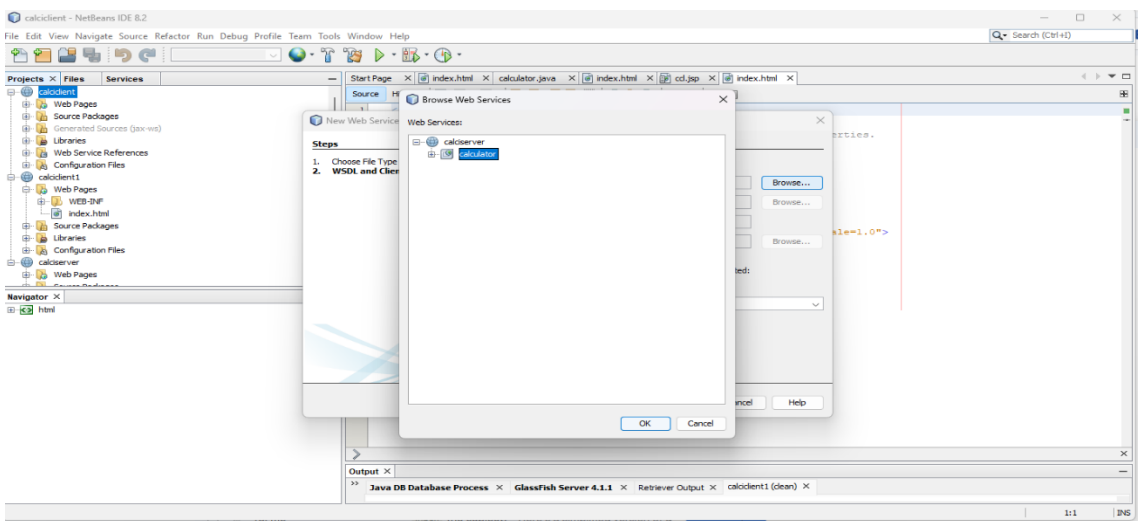 calciclient - NetBeans IDE 8.2
File Edit View Navigate Source Refactor Run Debug Profile Team Tools Window Help
Search (Ctrl+I)
Projects × Files Services
Start Page × index.html × calculator.java × index.html × ccl.jsp × index.html ×
calciclient
Source H
Web Pages
Source Packages
Generated Sources (jax-ws)
Libraries
Web Service References
Configuration Files
calciclient1
Web Pages
WEB-INF
index.html
Source Packages
Libraries
Configuration Files
calciserver
Web Pages
Navigator ×
html
New Web Service
Steps
1. Choose File Type
2. WSDL and Clien
Browse Web Services
Web Services:
calciserver
calculator
OK Cancel
erties.
Browse...
Browse...
ale=1.0">
Browse...
ted:
ncel Help
Output ×
Java DB Database Process × GlassFish Server 4.1.1 × Retriever Output × calciclient1 (clean) ×
1:1 INS